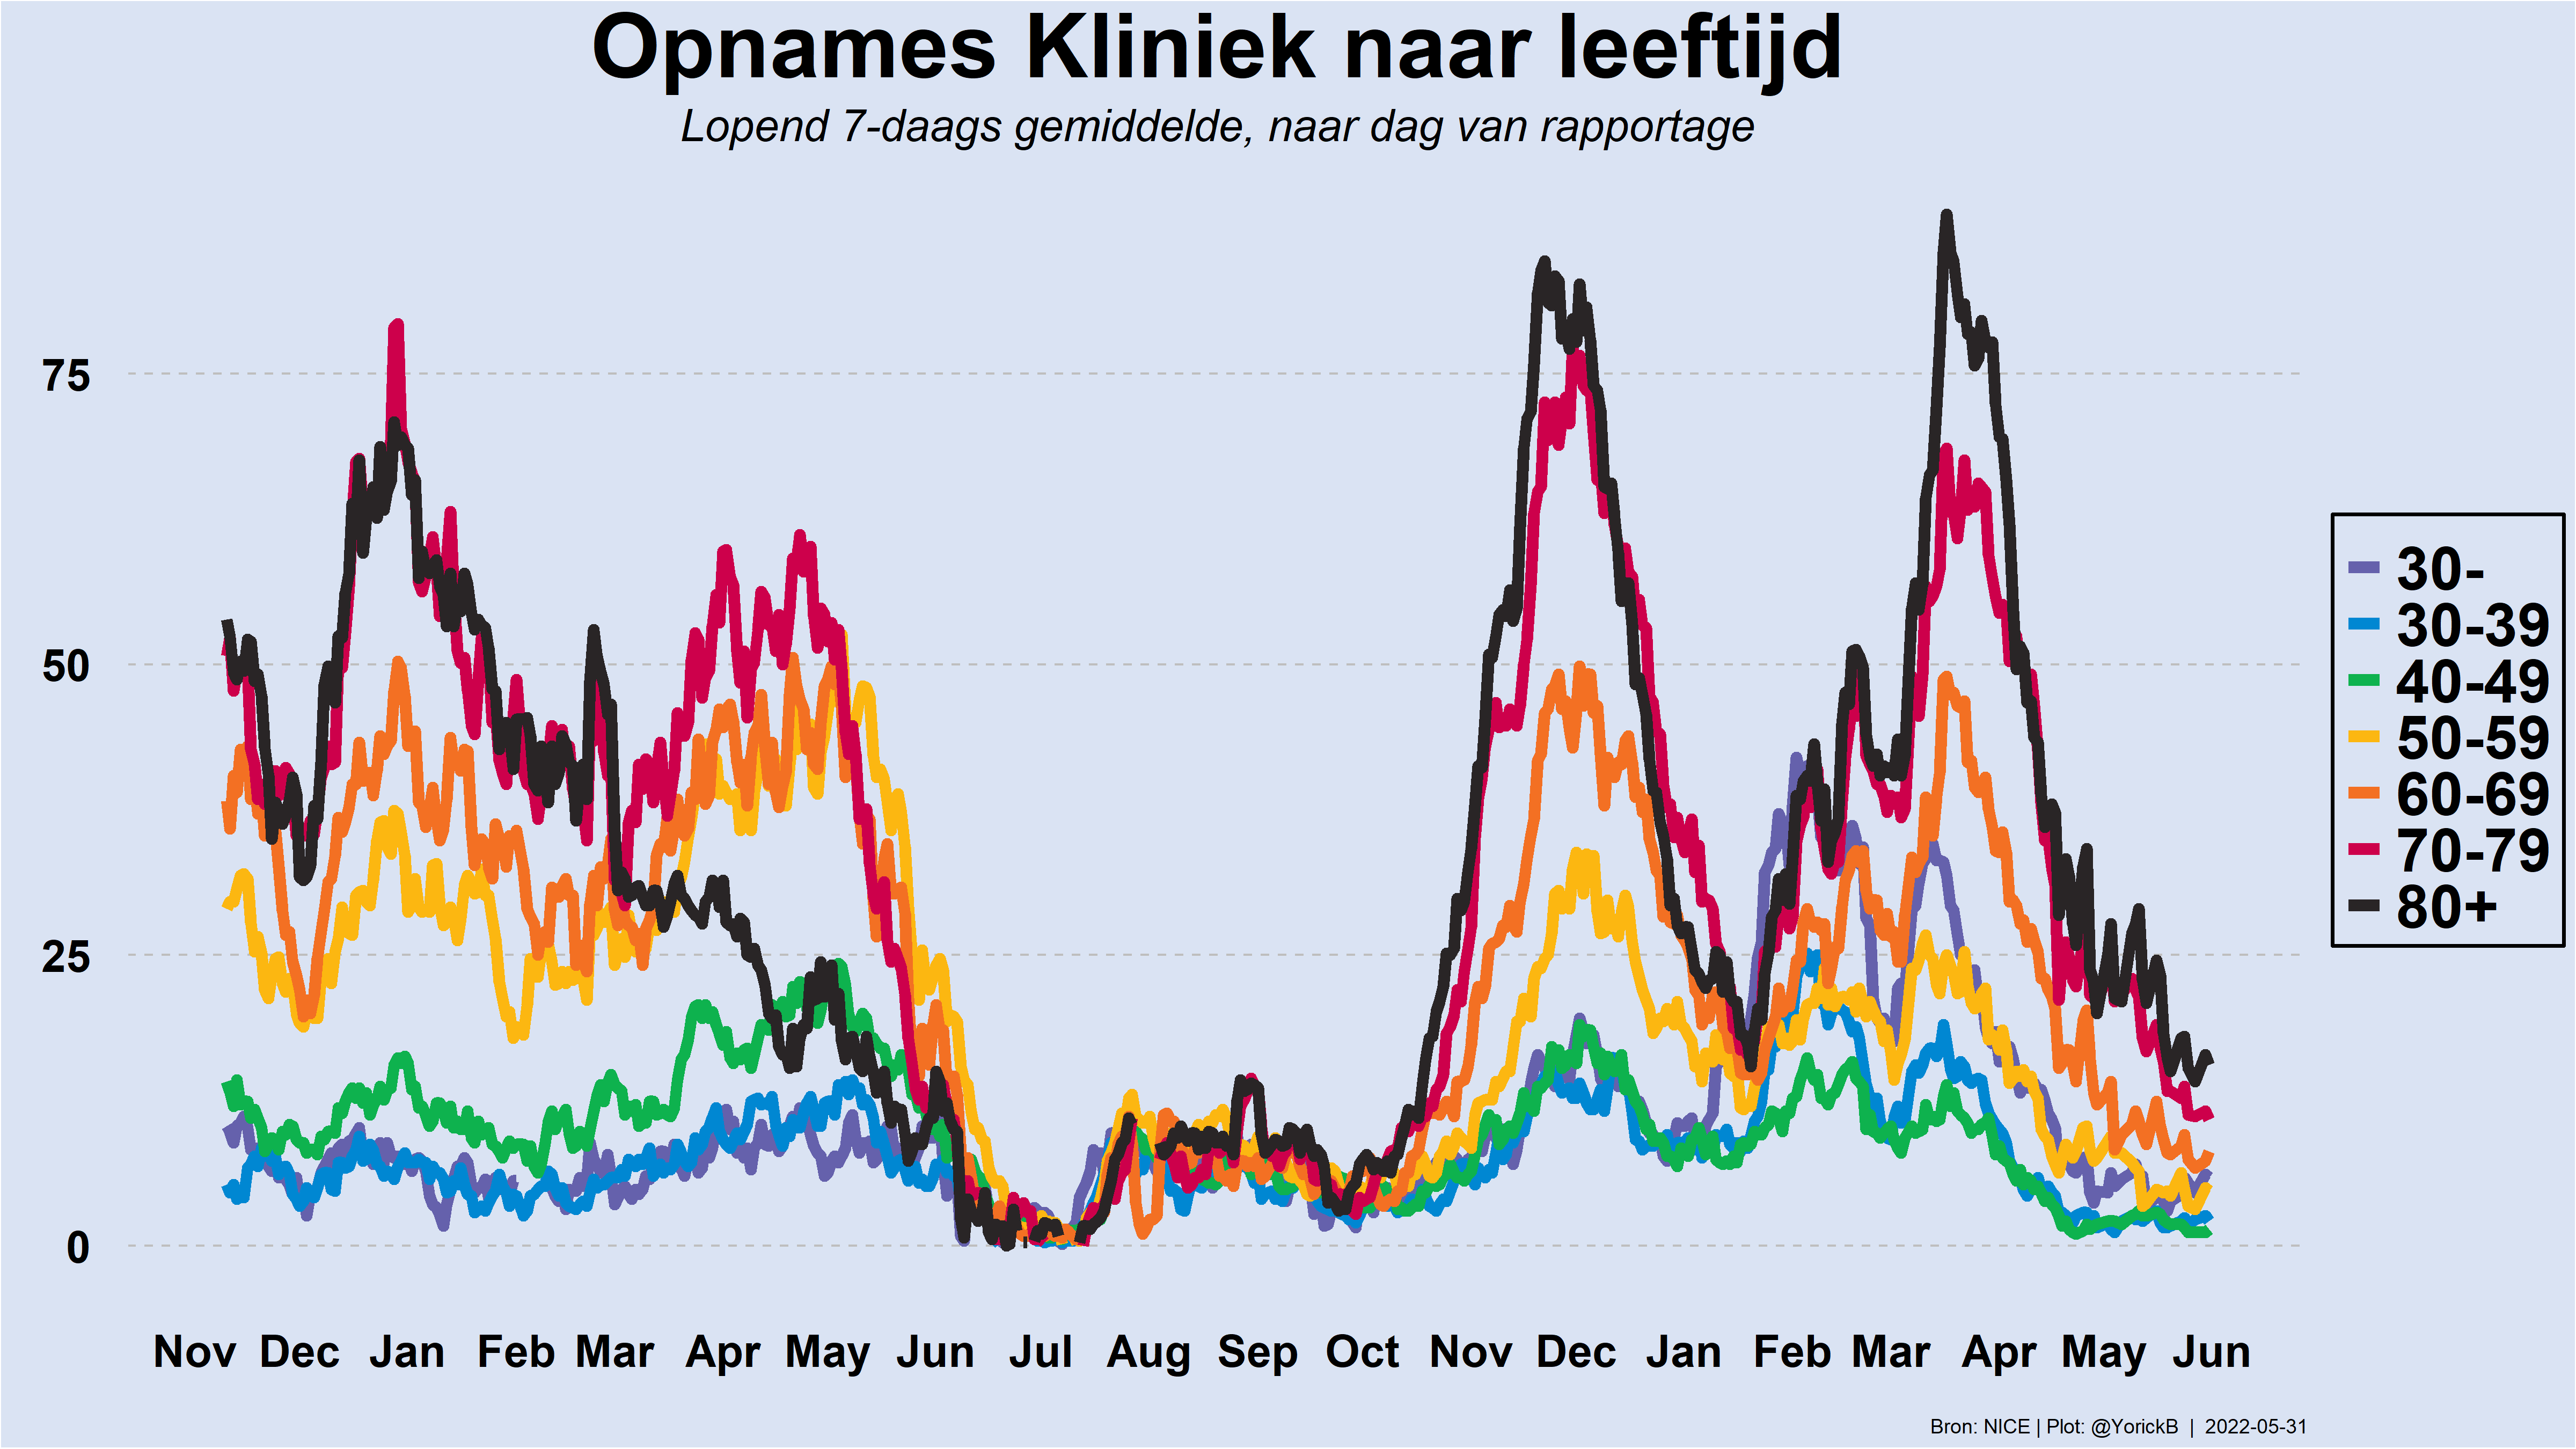 Opnames Kliniek naar leeftijd
Lopend 7-daags gemiddelde, naar dag van rapportage
75
50
25
0
30-
30-39
40-49
50-59
60-69
70-79
80+
Nov Dec Jan Feb Mar Apr May Jun Jul Aug Sep Oct Nov Dec Jan Feb Mar Apr May Jun
Bron: NICE | Plot: @YorickB | 2022-05-31